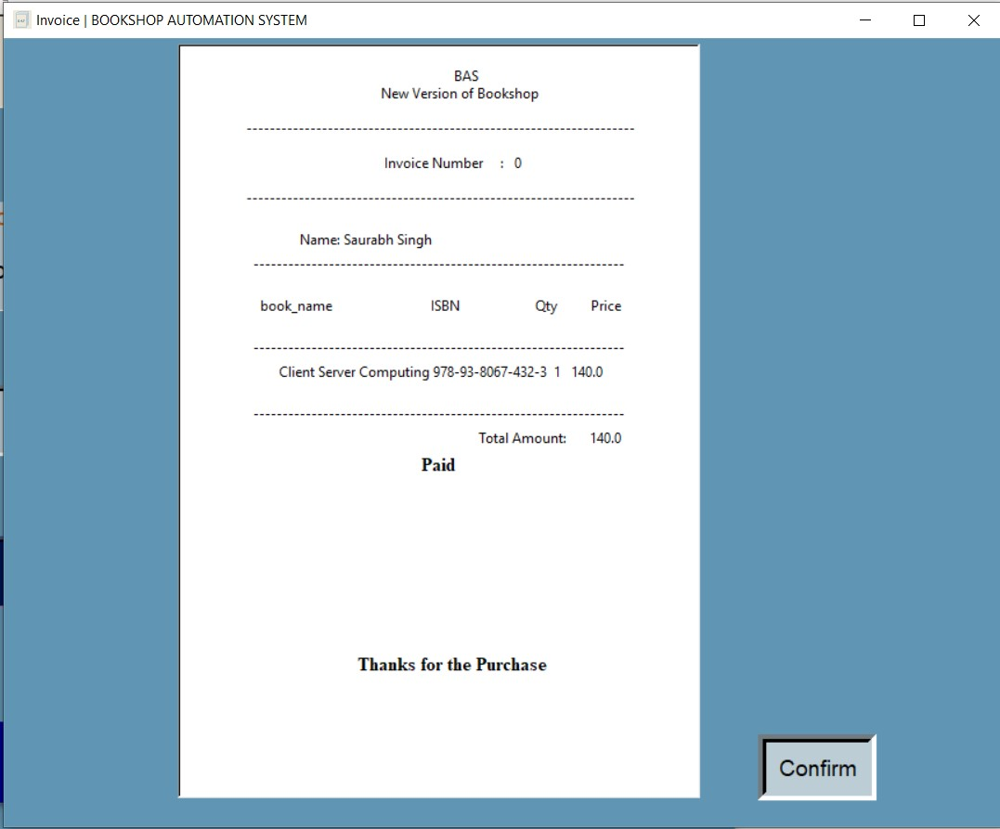 Invoice | BOOKSHOP AUTOMATION SYSTEM
BAS
New Version of Bookshop
--------------------------------------------------------------------
Invoice Number : 0
--------------------------------------------------------------------
Name: Saurabh Singh
-----------------------------------------------------------------
book_name ISBN Qty Price
-----------------------------------------------------------------
Client Server Computing 978-93-8067-432-3 1 140.0
-----------------------------------------------------------------
Total Amount: 140.0
Paid
Thanks for the Purchase
Confirm